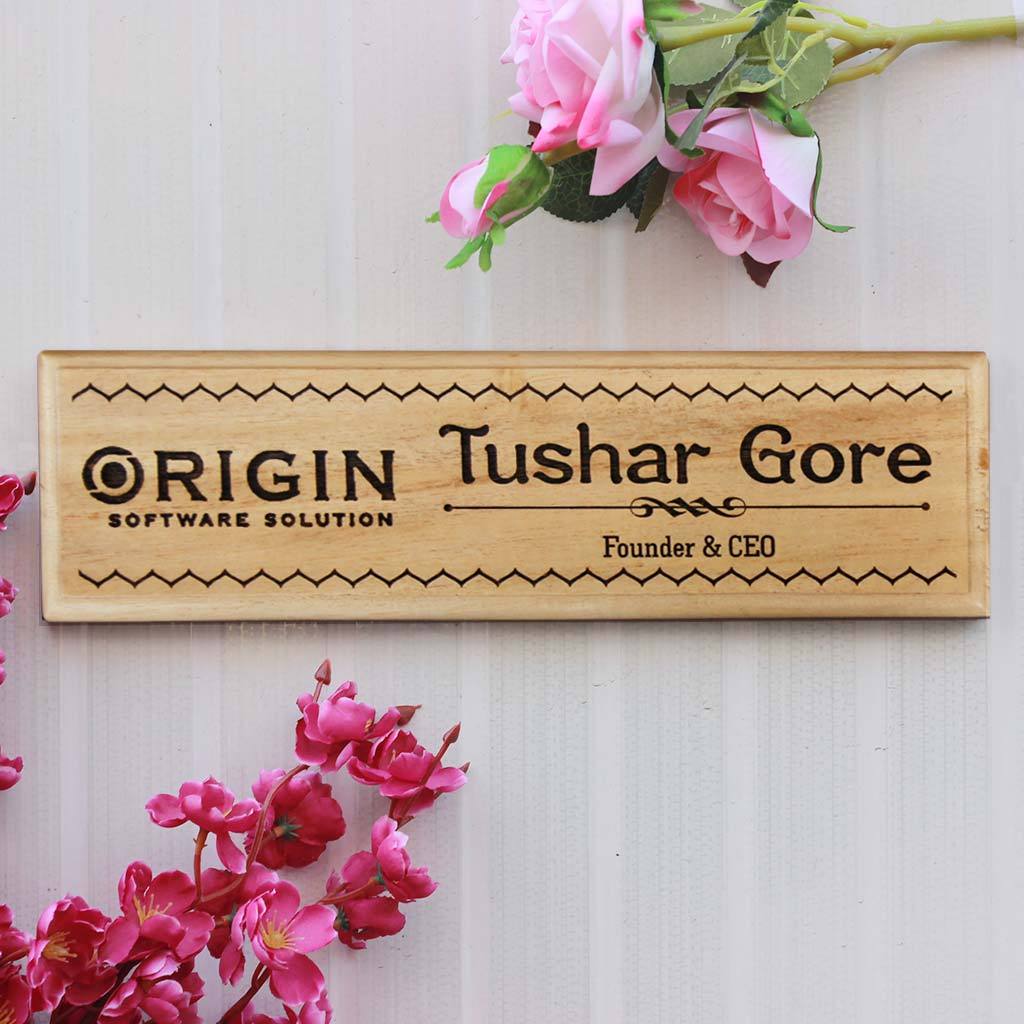 ORIGIN
SOFTWARE SOLUTION
Tushar Gore
Founder & CEO